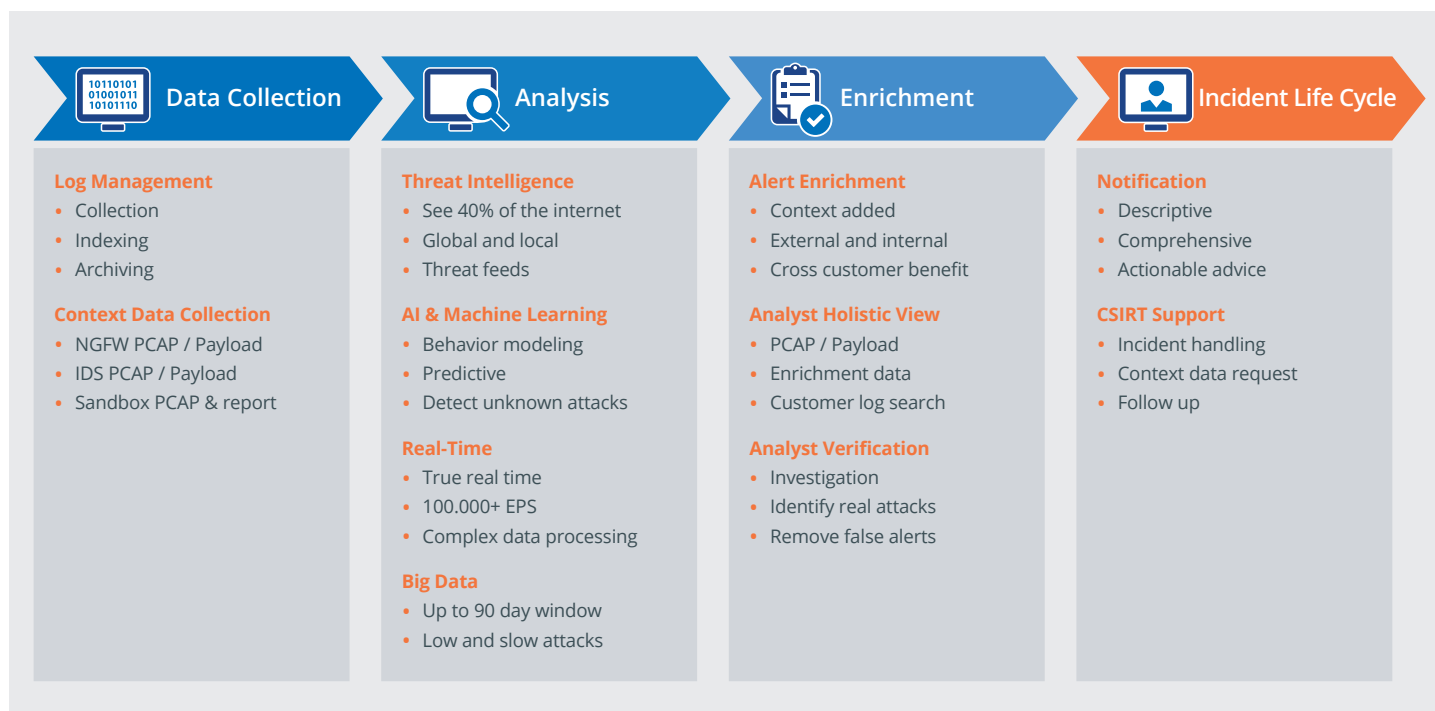 10110101
01001011
10101110
Data Collection
Log Management
• Collection
• Indexing
• Archiving
Context Data Collection
• NGFW PCAP / Payload
• IDS PCAP / Payload
• Sandbox PCAP & report
Analysis
Threat Intelligence
• See 40% of the internet
• Global and local
• Threat feeds
AI & Machine Learning
• Behavior modeling
• Predictive
• Detect unknown attacks
Real-Time
• True real time
• 100.000+ EPS
• Complex data processing
Big Data
• Up to 90 day window
• Low and slow attacks
Enrichment
Alert Enrichment
• Context added
• External and internal
• Cross customer benefit
Analyst Holistic View
• PCAP / Payload
• Enrichment data
• Customer log search
Analyst Verification
• Investigation
• Identify real attacks
• Remove false alerts
Incident Life Cycle
Notification
• Descriptive
• Comprehensive
• Actionable advice
CSIRT Support
• Incident handling
• Context data request
• Follow up